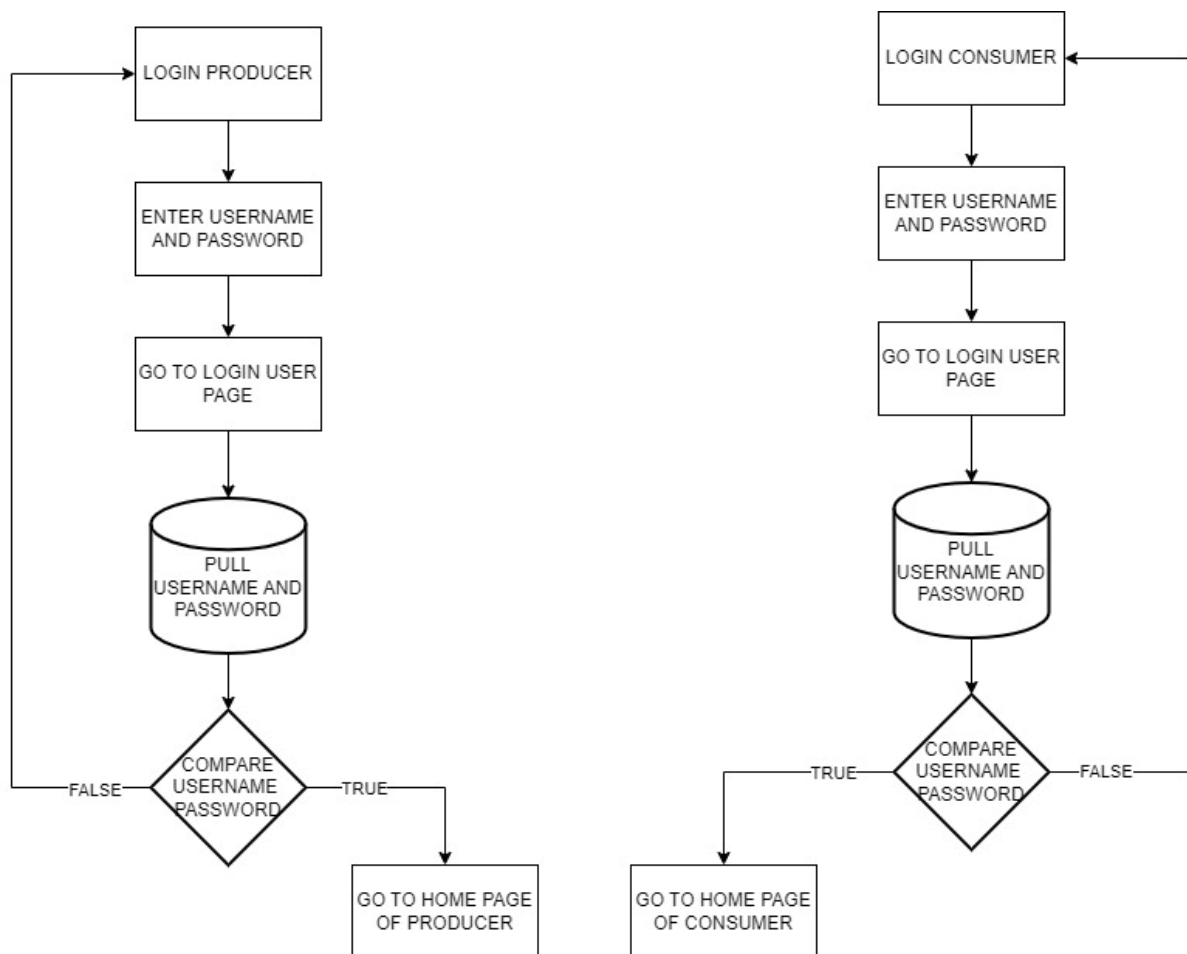 LOGIN PRODUCER
ENTER USERNAME
AND PASSWORD
GO TO LOGIN USER
PAGE
PULL
USERNAME AND
PASSWORD
COMPARE
USERNAME
PASSWORD
FALSE
TRUE
GO TO HOME PAGE
OF PRODUCER
LOGIN CONSUMER
ENTER USERNAME
AND PASSWORD
GO TO LOGIN USER
PAGE
PULL
USERNAME AND
PASSWORD
COMPARE
USERNAME
PASSWORD
TRUE
FALSE
GO TO HOME PAGE
OF CONSUMER